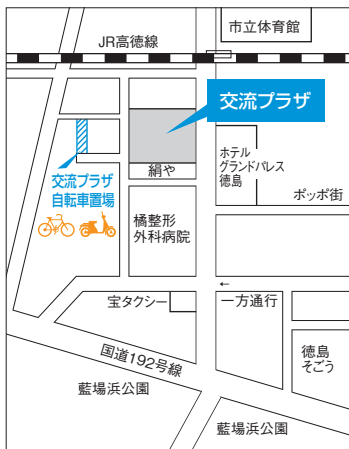 市立体育館
JR高徳線
交流プラザ
ホテル
グランドパレス
徳島
絹や
交流プラザ
自転車置場
ポッポ街
橘整形
外科病院
←
宝タクシー
一方通行
国道192号線
徳島
そごう
藍場浜公園
藍場浜公園